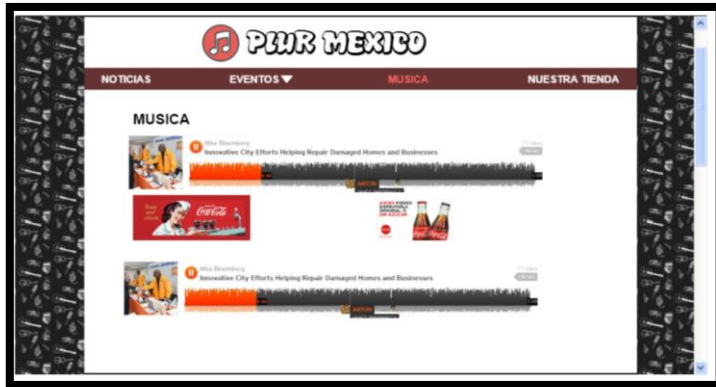 PLUR MEXICO
NOTICIAS
EVENTOS
MUSICA
NUESTRA TIENDA
MUSICA
Mike Bloomberg
Innovative City Efforts Helping Repair Damaged Homes and Businesses
Coca-Cola
Mike Bloomberg
Innovative City Efforts Helping Repair Damaged Homes and Businesses